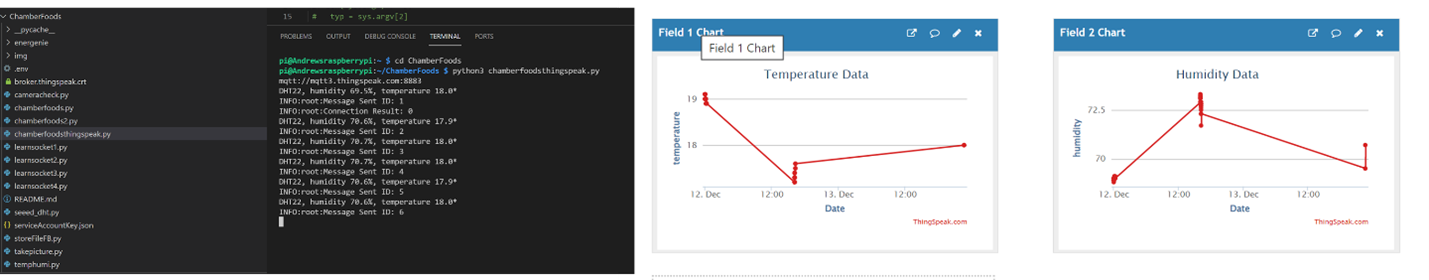 ChamberFoods
__pycache__
energenie
img
.env
broker.thingspeak.crt
cameracheck.py
chamberfoods.py
chamberfoods2.py
chamberfoodsthingspeak.py
learnsocket1.py
learnsocket2.py
learnsocket3.py
learnsocket4.py
README.md
seeed_dht.py
serviceAccountKey.json
storeFileFB.py
takepicture.py
temphumi.py
15 # typ = sys.argv[2]
PROBLEMS OUTPUT DEBUG CONSOLE TERMINAL PORTS
pi@Andrewsraspberrypi:~ $ cd ChamberFoods
pi@Andrewsraspberrypi:~/ChamberFoods $ python3 chamberfoodsthingspeak.py
mqtt://mqtt3.thingspeak.com:8883
DHT22, humidity 69.5%, temperature 18.0*
INFO:root:Message Sent ID: 1
INFO:root:Connection Result: 0
DHT22, humidity 70.6%, temperature 17.9*
INFO:root:Message Sent ID: 2
DHT22, humidity 70.7%, temperature 18.0*
INFO:root:Message Sent ID: 3
DHT22, humidity 70.7%, temperature 18.0*
INFO:root:Message Sent ID: 4
DHT22, humidity 70.6%, temperature 17.9*
INFO:root:Message Sent ID: 5
DHT22, humidity 70.6%, temperature 18.0*
INFO:root:Message Sent ID: 6
Field 1 Chart
Field 1 Chart
Temperature Data
temperature
19
18
12. Dec 12:00 13. Dec 12:00
Date
ThingSpeak.com
Field 2 Chart
Humidity Data
humidity
72.5
70
12. Dec 12:00 13. Dec 12:00
Date
ThingSpeak.com